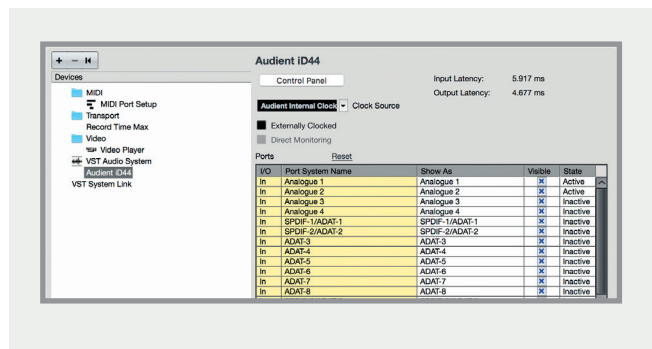 + − I◀
Devices
MIDI
MIDI Port Setup
Transport
Record Time Max
Video
Video Player
VST Audio System
Audient iD44
VST System Link
Audient iD44
Control Panel
Input Latency: 5.917 ms
Output Latency: 4.677 ms
Audient Internal Clock Clock Source
Externally Clocked
Direct Monitoring
Ports Reset
I/O Port System Name Show As Visible State
In Analogue 1 Analogue 1 Active
In Analogue 2 Analogue 2 Active
In Analogue 3 Analogue 3 Inactive
In Analogue 4 Analogue 4 Inactive
In SPDIF-1/ADAT-1 SPDIF-1/ADAT-1 Inactive
In SPDIF-2/ADAT-2 SPDIF-2/ADAT-2 Inactive
In ADAT-3 ADAT-3 Inactive
In ADAT-4 ADAT-4 Inactive
In ADAT-5 ADAT-5 Inactive
In ADAT-6 ADAT-6 Inactive
In ADAT-7 ADAT-7 Inactive
In ADAT-8 ADAT-8 Inactive